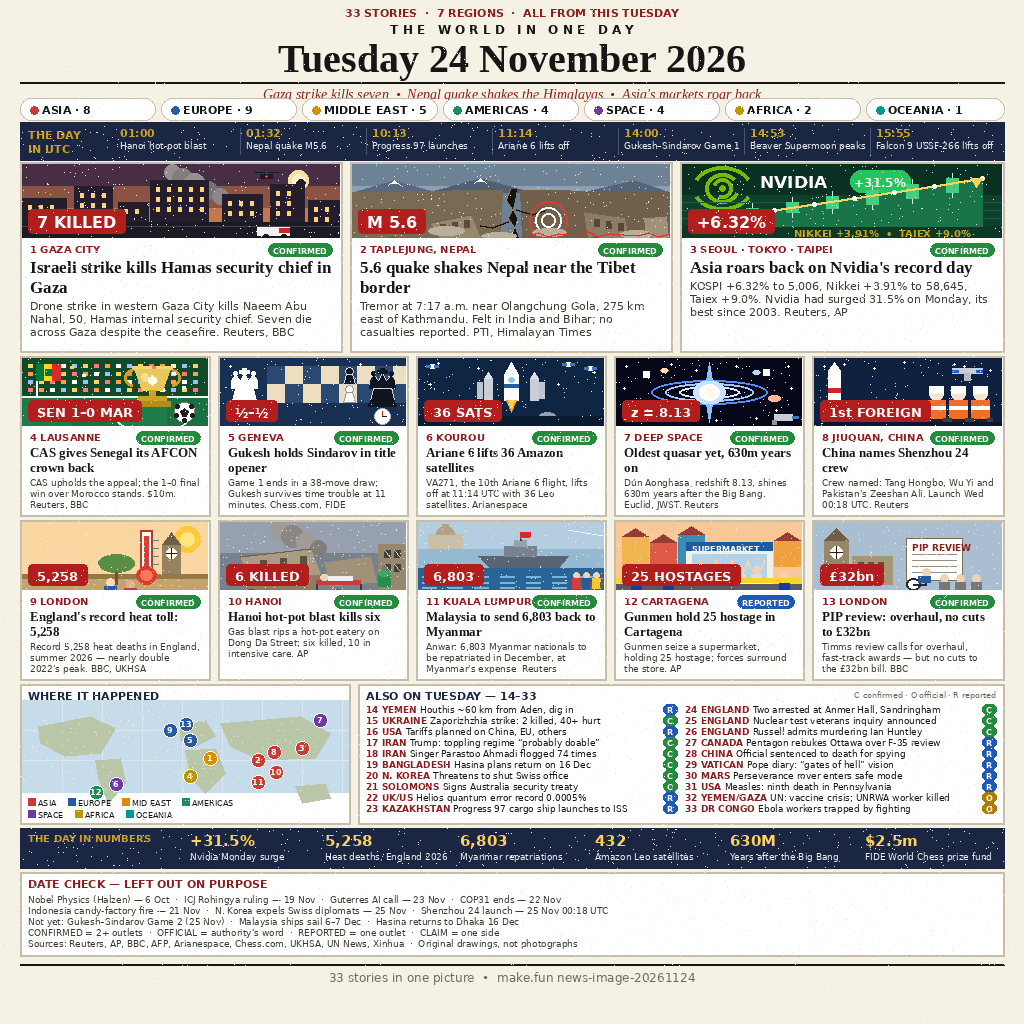 33 STORIES · 7 REGIONS · ALL FROM THIS TUESDAY
THE WORLD IN ONE DAY
Tuesday 24 November 2026
Gaza strike kills seven • Nepal quake shakes the Himalayas • Asia's markets roar back
ASIA · 8
EUROPE · 9
MIDDLE EAST · 5
AMERICAS · 4
SPACE · 4
AFRICA · 2
OCEANIA · 1
THE DAY
IN UTC
01:00
Hanoi hot-pot blast
01:32
Nepal quake M5.6
10:13
Progress 97 launches
11:14
Ariane 6 lifts off
14:00
Gukesh–Sindarov Game 1
14:53
Beaver Supermoon peaks
15:55
Falcon 9 USSF-266 lifts off
7 KILLED
1 GAZA CITY
CONFIRMED
Israeli strike kills Hamas security chief in
Gaza
Drone strike in western Gaza City kills Naeem Abu
Nahal, 50, Hamas internal security chief. Seven die
across Gaza despite the ceasefire. Reuters, BBC
M 5.6
2 TAPLEJUNG, NEPAL
CONFIRMED
5.6 quake shakes Nepal near the Tibet
border
Tremor at 7:17 a.m. near Olangchung Gola, 275 km
east of Kathmandu. Felt in India and Bihar; no
casualties reported. PTI, Himalayan Times
NVIDIA
+31.5%
+6.32%
NIKKEI +3.91% • TAIEX +9.0%
3 SEOUL · TOKYO · TAIPEI
CONFIRMED
Asia roars back on Nvidia's record day
KOSPI +6.32% to 5,006, Nikkei +3.91% to 58,645,
Taiex +9.0%. Nvidia had surged 31.5% on Monday, its
best since 2003. Reuters, AP
SEN 1–0 MAR
4 LAUSANNE
CONFIRMED
CAS gives Senegal its AFCON
crown back
CAS upholds the appeal; the 1–0 final
win over Morocco stands. $10m.
Reuters, BBC
½–½
5 GENEVA
CONFIRMED
Gukesh holds Sindarov in title
opener
Game 1 ends in a 38-move draw;
Gukesh survives time trouble at 11
minutes. Chess.com, FIDE
36 SATS
6 KOUROU
CONFIRMED
Ariane 6 lifts 36 Amazon
satellites
VA271, the 10th Ariane 6 flight, lifts
off at 11:14 UTC with 36 Leo
satellites. Arianespace
z = 8.13
7 DEEP SPACE
CONFIRMED
Oldest quasar yet, 630m years
on
Dún Aonghasa, redshift 8.13, shines
630m years after the Big Bang.
Euclid, JWST. Reuters
1st FOREIGN
8 JIUQUAN, CHINA
CONFIRMED
China names Shenzhou 24
crew
Crew named: Tang Hongbo, Wu Yi and
Pakistan's Zeeshan Ali. Launch Wed
00:18 UTC. Reuters
5,258
9 LONDON
CONFIRMED
England's record heat toll:
5,258
Record 5,258 heat deaths in England,
summer 2026 — nearly double
2022's peak. BBC, UKHSA
6 KILLED
10 HANOI
CONFIRMED
Hanoi hot-pot blast kills six
Gas blast rips a hot-pot eatery on
Dong Da Street; six killed, 10 in
intensive care. AP
6,803
11 KUALA LUMPUR
CONFIRMED
Malaysia to send 6,803 back to
Myanmar
Anwar: 6,803 Myanmar nationals to
be repatriated in December, at
Myanmar's expense. Reuters
SUPERMARKET
25 HOSTAGES
12 CARTAGENA
REPORTED
Gunmen hold 25 hostage in
Cartagena
Gunmen seize a supermarket,
holding 25 hostage; forces surround
the store. AP
PIP REVIEW
£32bn
13 LONDON
CONFIRMED
PIP review: overhaul, no cuts
to £32bn
Timms review calls for overhaul,
fast-track awards — but no cuts to
the £32bn bill. BBC
WHERE IT HAPPENED
9
13
5
7
1
2
8
3
10
11
4
6
12
ASIA
EUROPE
MID EAST
AMERICAS
SPACE
AFRICA
OCEANIA
ALSO ON TUESDAY — 14–33
C confirmed · O official · R reported
14 YEMEN Houthis ~60 km from Aden, dig in R
15 UKRAINE Zaporizhzhia strike: 2 killed, 40+ hurt C
16 USA Tariffs planned on China, EU, others R
17 IRAN Trump: toppling regime “probably doable” C
18 IRAN Singer Parastoo Ahmadi flogged 74 times C
19 BANGLADESH Hasina plans return on 16 Dec C
20 N. KOREA Threatens to shut Swiss office C
21 SOLOMONS Signs Australia security treaty C
22 UK/US Helios quantum error record 0.0005% R
23 KAZAKHSTAN Progress 97 cargo ship launches to ISS R
24 ENGLAND Two arrested at Anmer Hall, Sandringham C
25 ENGLAND Nuclear test veterans inquiry announced C
26 ENGLAND Russell admits murdering Ian Huntley C
27 CANADA Pentagon rebukes Ottawa over F-35 review R
28 CHINA Official sentenced to death for spying R
29 VATICAN Pope diary: “gates of hell” vision R
30 MARS Perseverance rover enters safe mode R
31 USA Measles: ninth death in Pennsylvania R
32 YEMEN/GAZA UN: vaccine crisis; UNRWA worker killed O
33 DR CONGO Ebola workers trapped by fighting O
THE DAY IN NUMBERS
+31.5%
Nvidia Monday surge
5,258
Heat deaths, England 2026
6,803
Myanmar repatriations
432
Amazon Leo satellites
630M
Years after the Big Bang
$2.5m
FIDE World Chess prize fund
DATE CHECK — LEFT OUT ON PURPOSE
Nobel Physics (Halzen) — 6 Oct · ICJ Rohingya ruling — 19 Nov · Guterres AI call — 23 Nov · COP31 ends — 22 Nov
Indonesia candy-factory fire — 21 Nov · N. Korea expels Swiss diplomats — 25 Nov · Shenzhou 24 launch — 25 Nov 00:18 UTC
Not yet: Gukesh–Sindarov Game 2 (25 Nov) · Malaysia ships sail 6–7 Dec · Hasina returns to Dhaka 16 Dec
CONFIRMED = 2+ outlets · OFFICIAL = authority's word · REPORTED = one outlet · CLAIM = one side
Sources: Reuters, AP, BBC, AFP, Arianespace, Chess.com, UKHSA, UN News, Xinhua · Original drawings, not photographs
33 stories in one picture • make.fun news-image-20261124